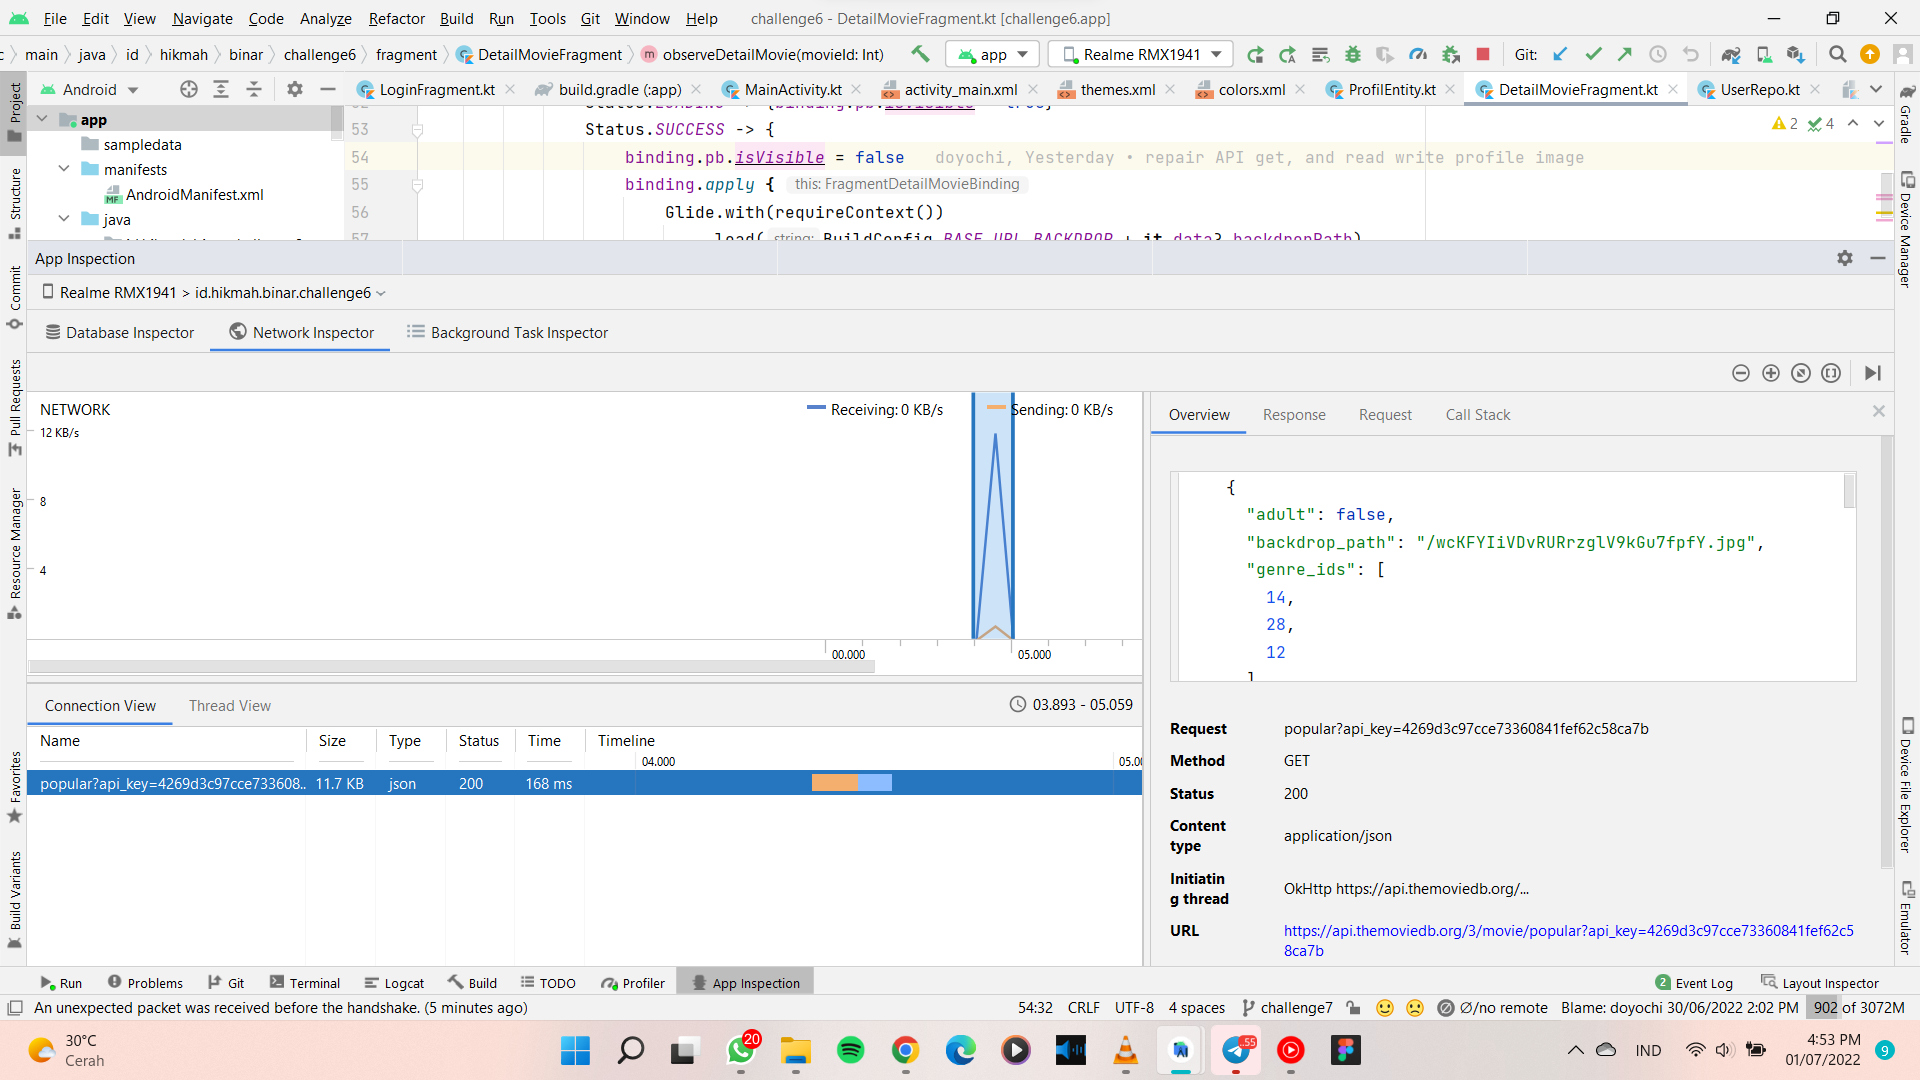 File Edit View Navigate Code Analyze Refactor Build Run Tools Git Window Help challenge6 - DetailMovieFragment.kt [challenge6.app]
main java id hikmah binar challenge6 fragment DetailMovieFragment m observeDetailMovie(movieId: Int) app Realme RMX1941 Git:
Android LoginFragment.kt build.gradle (:app) MainActivity.kt activity_main.xml themes.xml colors.xml ProfilEntity.kt DetailMovieFragment.kt UserRepo.kt
Project
Structure
Commit
Pull Requests
Resource Manager
Favorites
Build Variants
Gradle
Device Manager
Device File Explorer
Emulator
app
sampledata
manifests
AndroidManifest.xml
java
53 Status.SUCCESS -> {
54 binding.pb.isVisible = false doyochi, Yesterday • repair API get, and read write profile image
55 binding.apply { this: FragmentDetailMovieBinding
56 Glide.with(requireContext())
2 4
App Inspection
Realme RMX1941 > id.hikmah.binar.challenge6
Database Inspector Network Inspector Background Task Inspector
NETWORK Receiving: 0 KB/s Sending: 0 KB/s
12 KB/s
8
4
00.000 05.000
Overview Response Request Call Stack
{
"adult": false,
"backdrop_path": "/wcKFYIiVDvRURrzglV9kGu7fpfY.jpg",
"genre_ids": [
14,
28,
12
]
Connection View Thread View 03.893 - 05.059
Name Size Type Status Time Timeline
04.000 05.00
popular?api_key=4269d3c97cce733608.. 11.7 KB json 200 168 ms
Request popular?api_key=4269d3c97cce73360841fef62c58ca7b
Method GET
Status 200
Content
type application/json
Initiatin
g thread OkHttp https://api.themoviedb.org/...
URL https://api.themoviedb.org/3/movie/popular?api_key=4269d3c97cce73360841fef62c5
8ca7b
Run Problems Git Terminal Logcat Build TODO Profiler App Inspection 2 Event Log Layout Inspector
An unexpected packet was received before the handshake. (5 minutes ago) 54:32 CRLF UTF-8 4 spaces challenge7 Ø/no remote Blame: doyochi 30/06/2022 2:02 PM 902 of 3072M
30°C
Cerah
20
55
IND
4:53 PM
01/07/2022
9